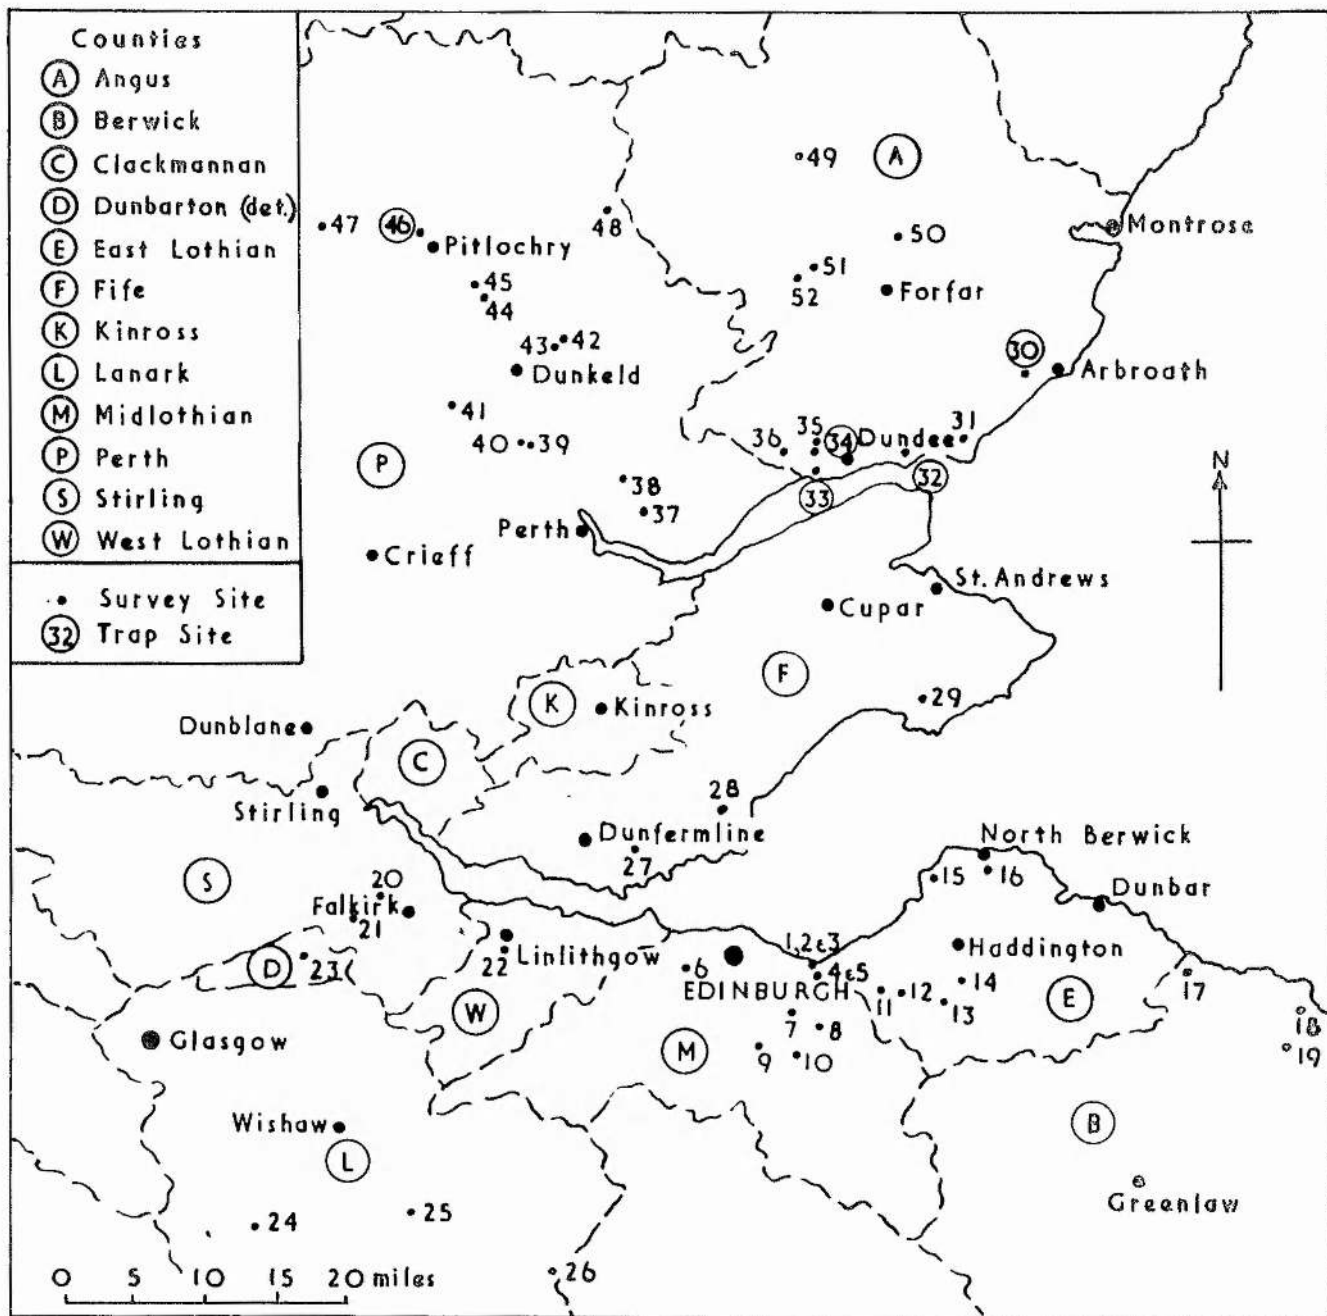 Counties
A Angus
B Berwick
C Clackmannan
D Dunbarton (det.)
E East Lothian
F Fife
K Kinross
L Lanark
M Midlothian
P Perth
S Stirling
W West Lothian
Survey Site
32 Trap Site
49
A
47
46
Pitlochry
48
50
Montrose
45
44
51
52
Forfar
43
42
Dunkeld
30
Arbroath
41
40
39
36
35
34
Dundee
31
P
38
37
33
32
N
Perth
Crieff
St. Andrews
Cupar
F
K
Kinross
29
Dunblane
C
Stirling
28
Dunfermline
27
North Berwick
15
16
Dunbar
S
20
Falkirk
21
Linlithgow
22
1,2&3
4&5
6
EDINBURGH
Haddington
D
23
W
11
12
13
14
E
17
18
19
Glasgow
7
8
M
9
10
Wishaw
L
B
Greenlaw
24
25
26
0 5 10 15 20 miles